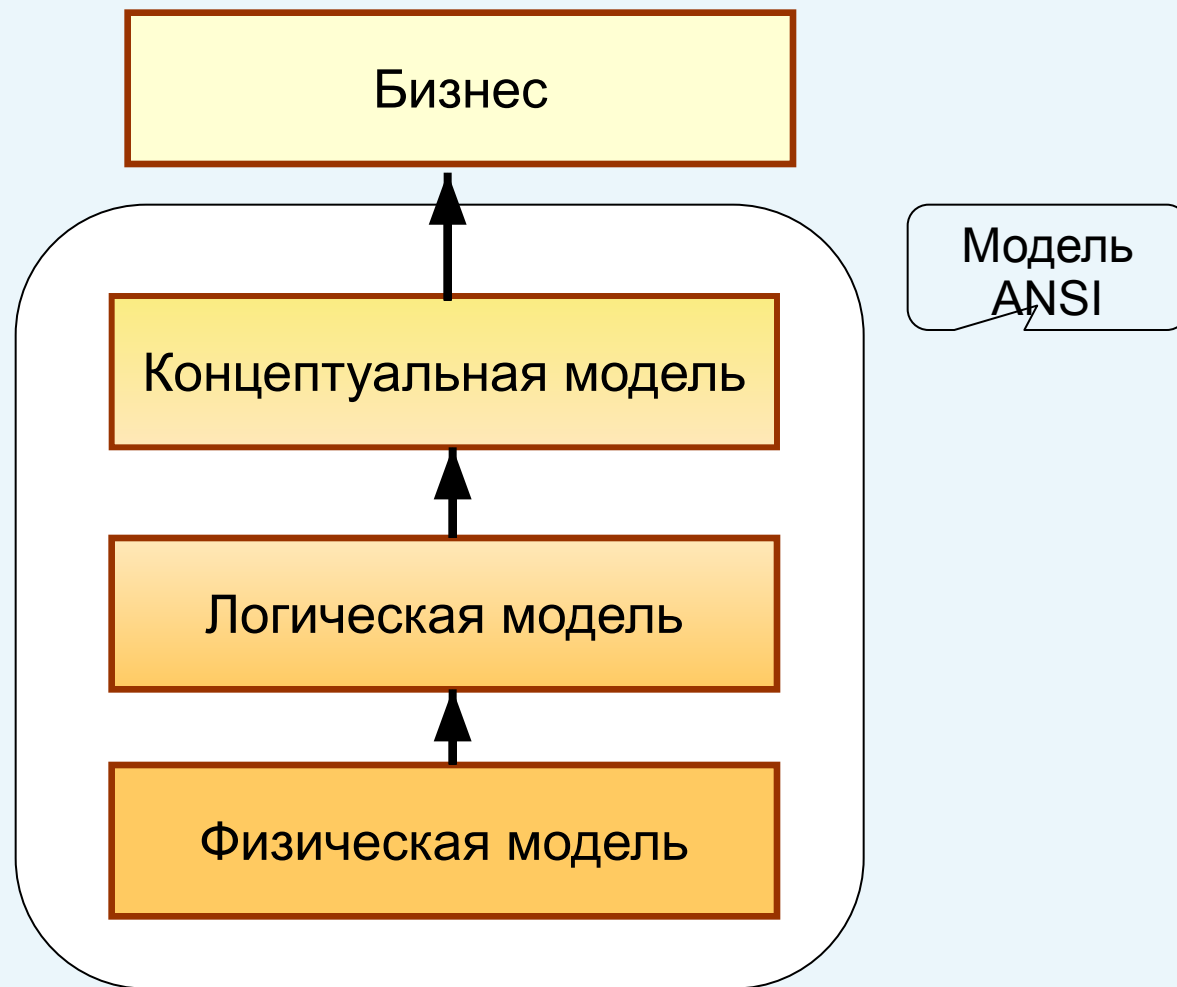 Бизнес
Модель
ANSI
Концептуальная модель
Логическая модель
Физическая модель